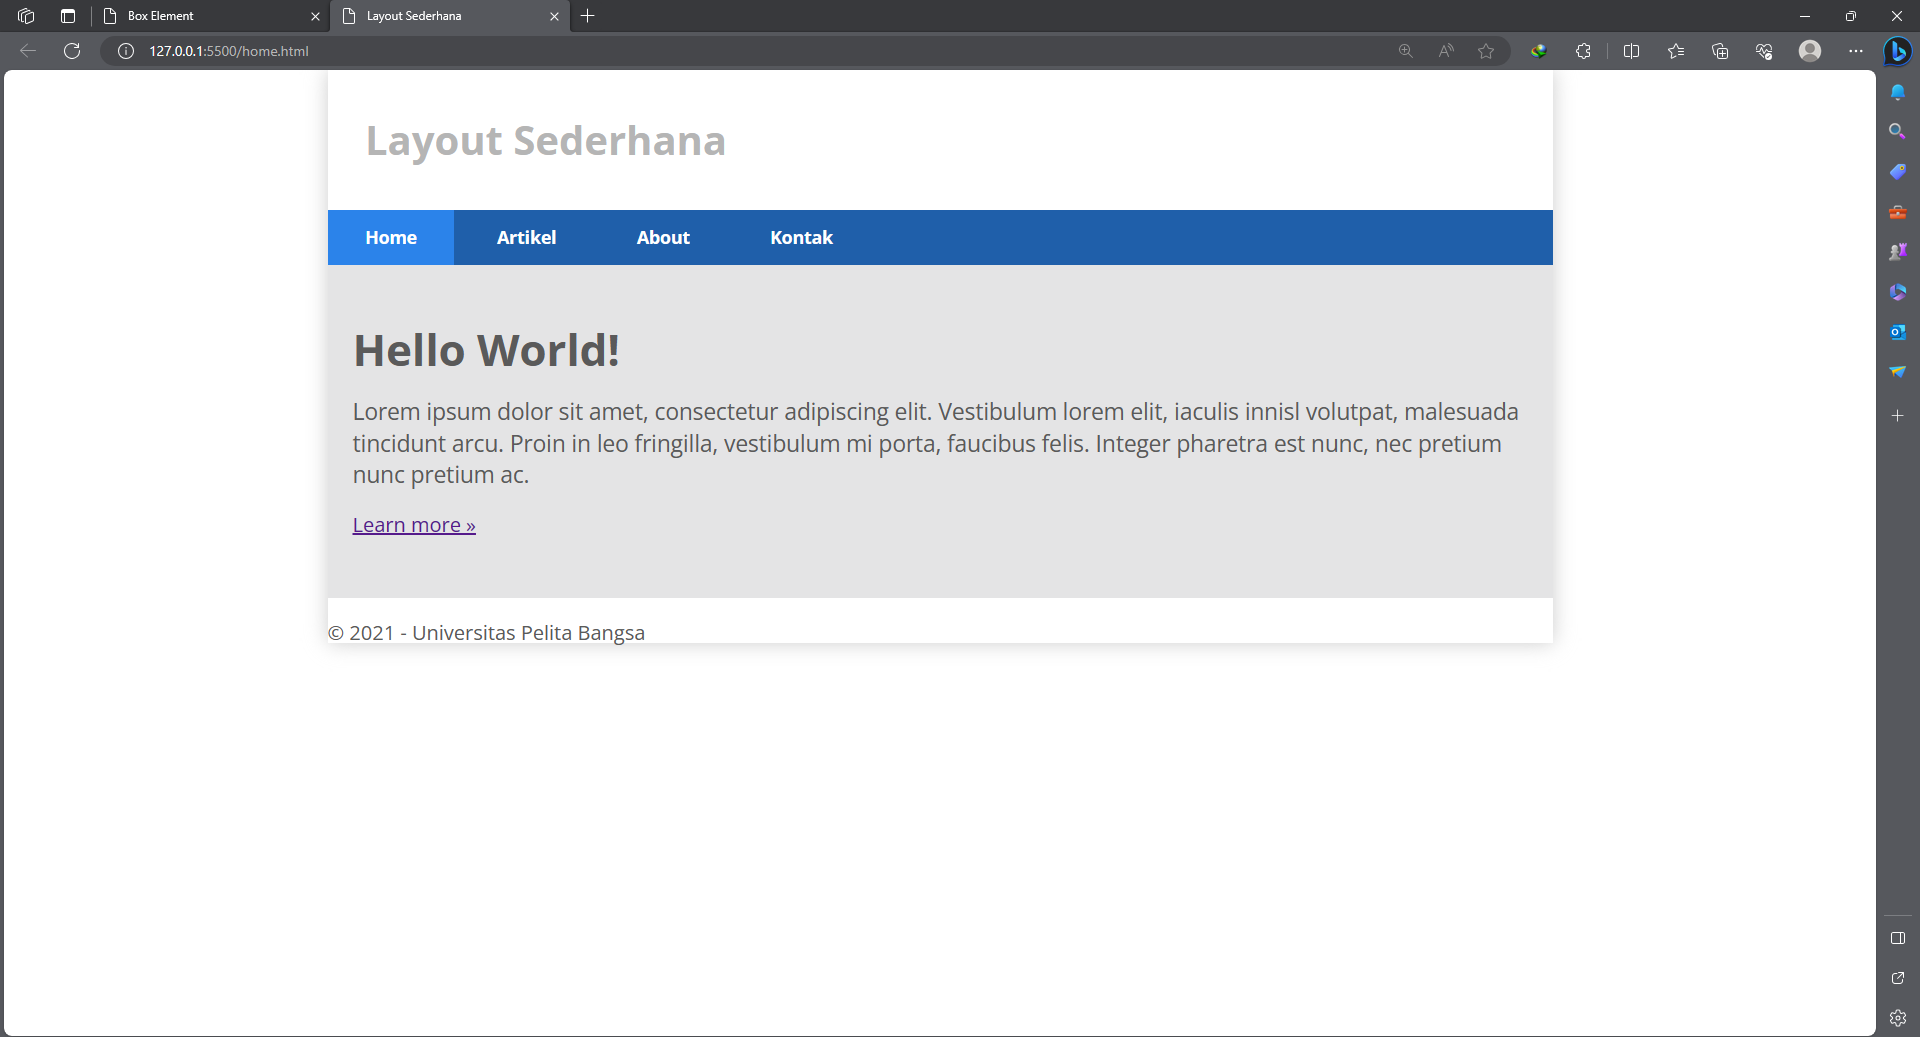 Box Element
Layout Sederhana
127.0.0.1:5500/home.html
Layout Sederhana
Home Artikel About Kontak
Hello World!
Lorem ipsum dolor sit amet, consectetur adipiscing elit. Vestibulum lorem elit, iaculis innisl volutpat, malesuada
tincidunt arcu. Proin in leo fringilla, vestibulum mi porta, faucibus felis. Integer pharetra est nunc, nec pretium
nunc pretium ac.
Learn more »
© 2021 - Universitas Pelita Bangsa